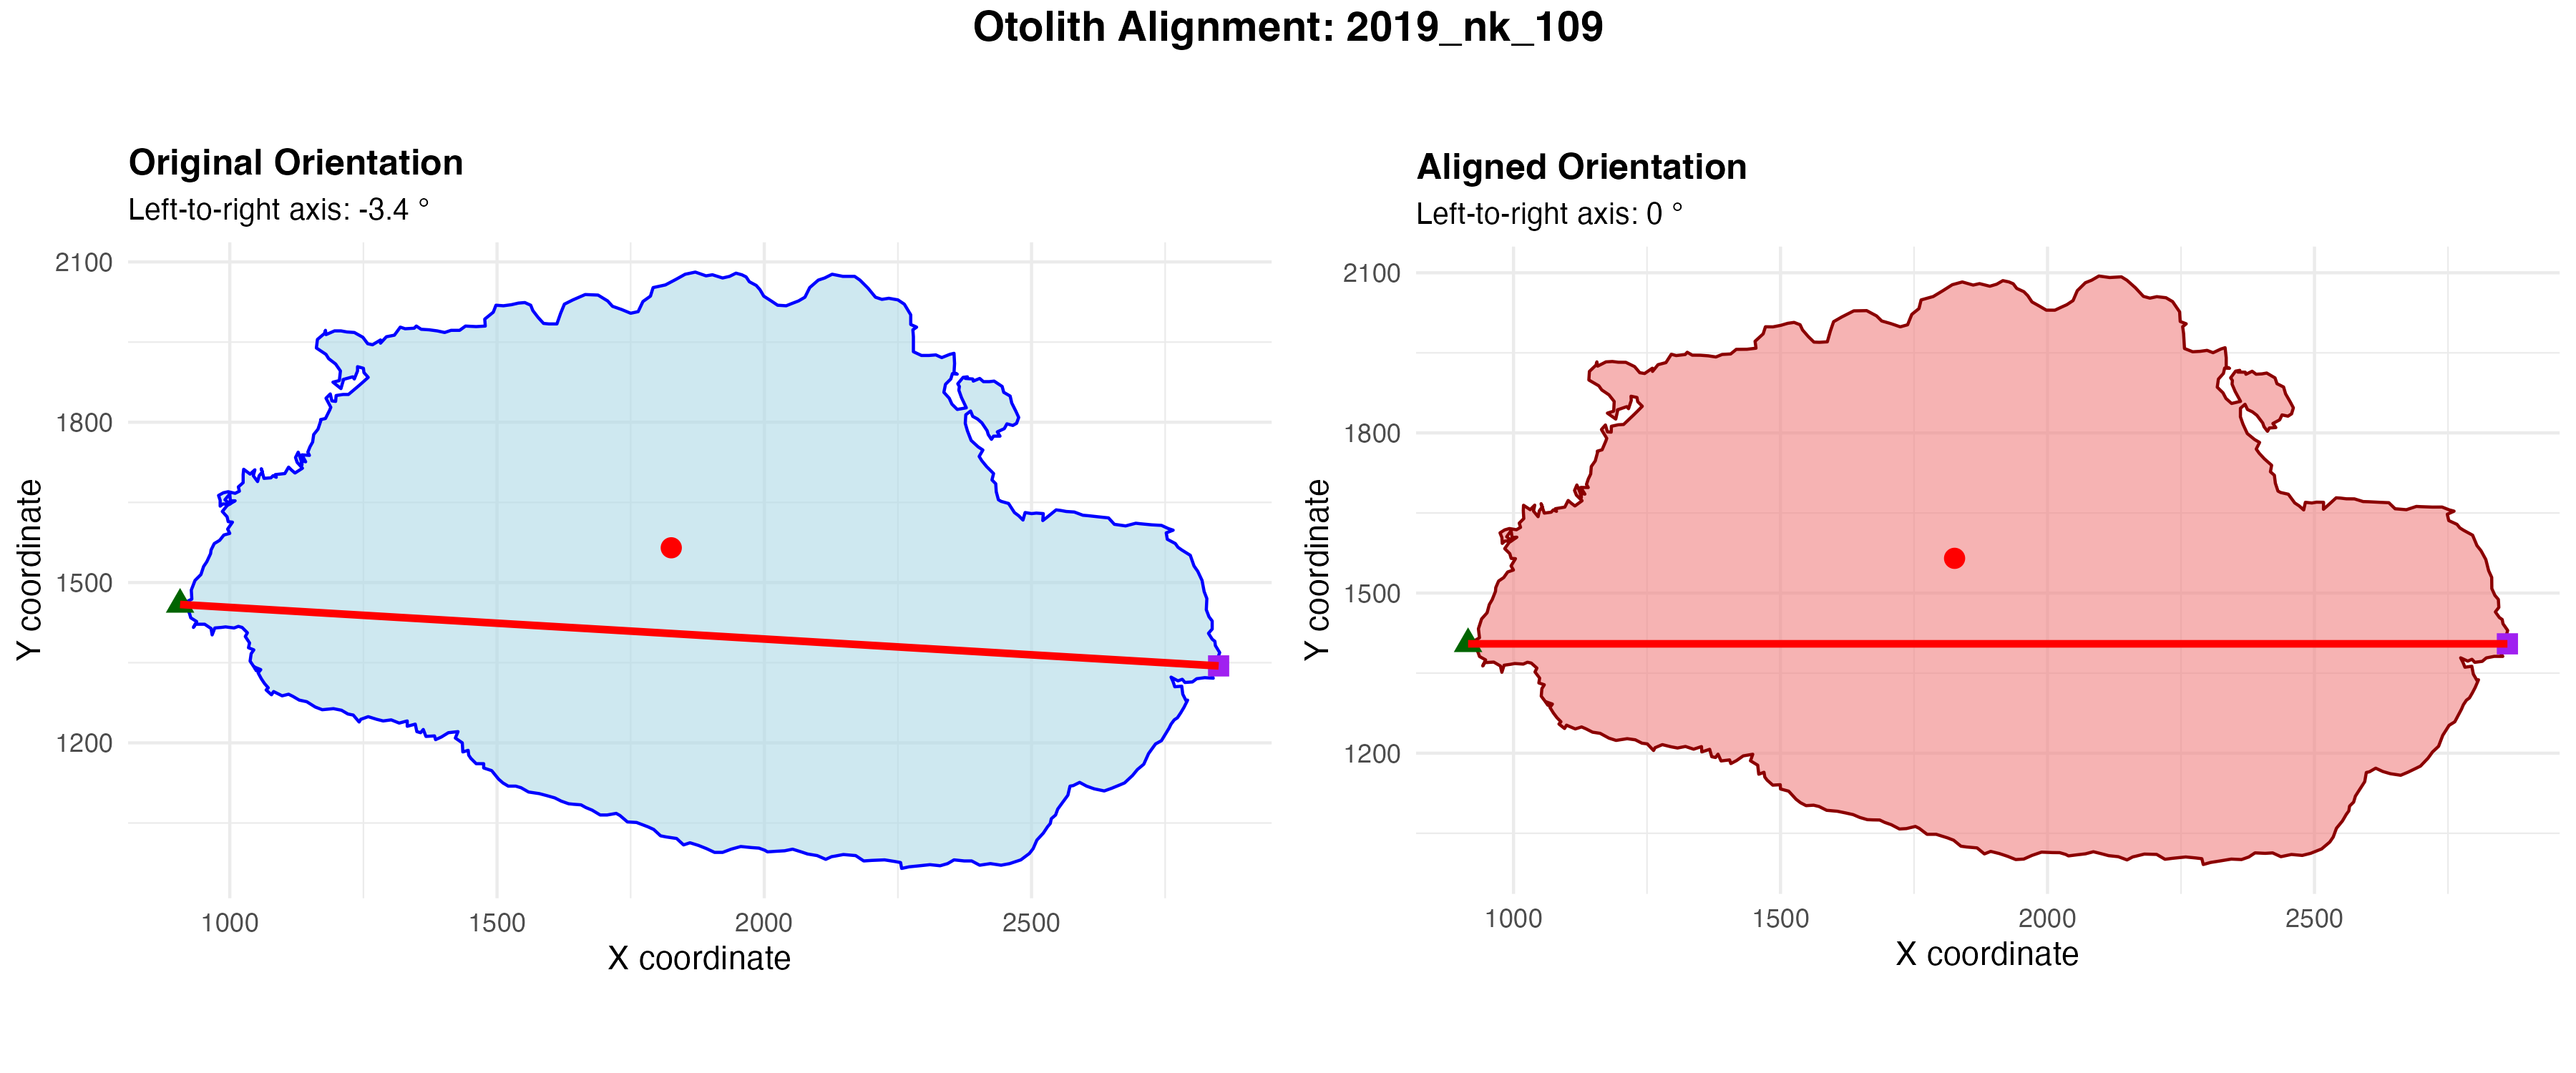 Otolith Alignment: 2019_nk_109
Original Orientation
Left-to-right axis: -3.4 °
2100
1800
1500
1200
Y coordinate
1000
1500
2000
2500
X coordinate
Aligned Orientation
Left-to-right axis: 0 °
2100
1800
1500
1200
Y coordinate
1000
1500
2000
2500
X coordinate